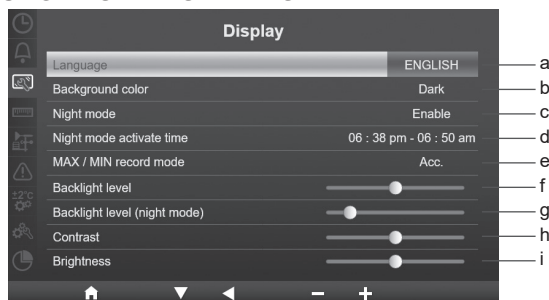 Display
Language ENGLISH a
Background color Dark b
Night mode Enable c
Night mode activate time 06 : 38 pm - 06 : 50 am d
MAX / MIN record mode Acc. e
Backlight level f
Backlight level (night mode) g
±2°C
Contrast h
Brightness i